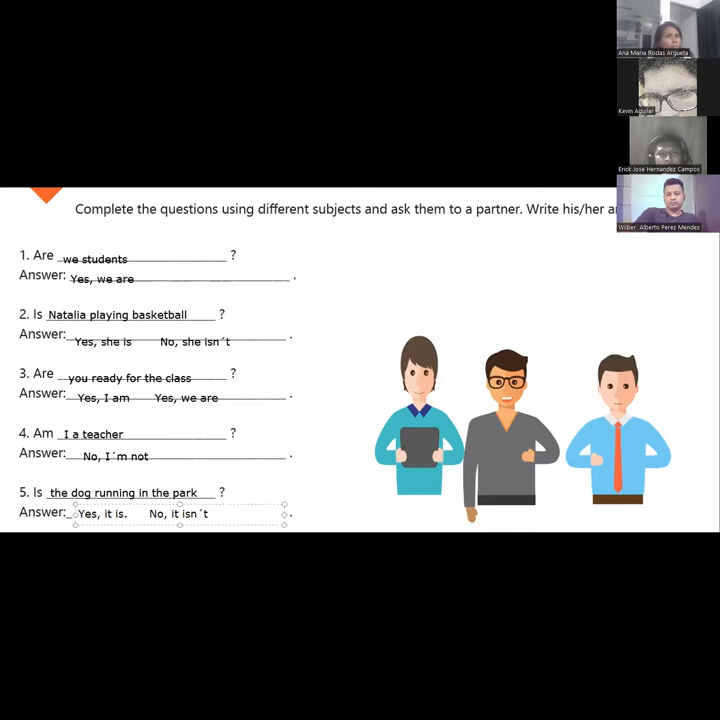 Ana Maria Rodas Argueta
Kevin Aguilar
Erick Jose Hernandez Campos
Wilber Alberto Perez Mendez
Complete the questions using different subjects and ask them to a partner. Write his/her
1. Are we students ?
Answer: Yes, we are .
2. Is Natalia playing basketball ?
Answer: Yes, she is No, she isn´t .
3. Are you ready for the class ?
Answer: Yes, I am Yes, we are .
4. Am I a teacher ?
Answer: No, I´m not .
5. Is the dog running in the park ?
Answer: Yes, it is. No, it isn´t .